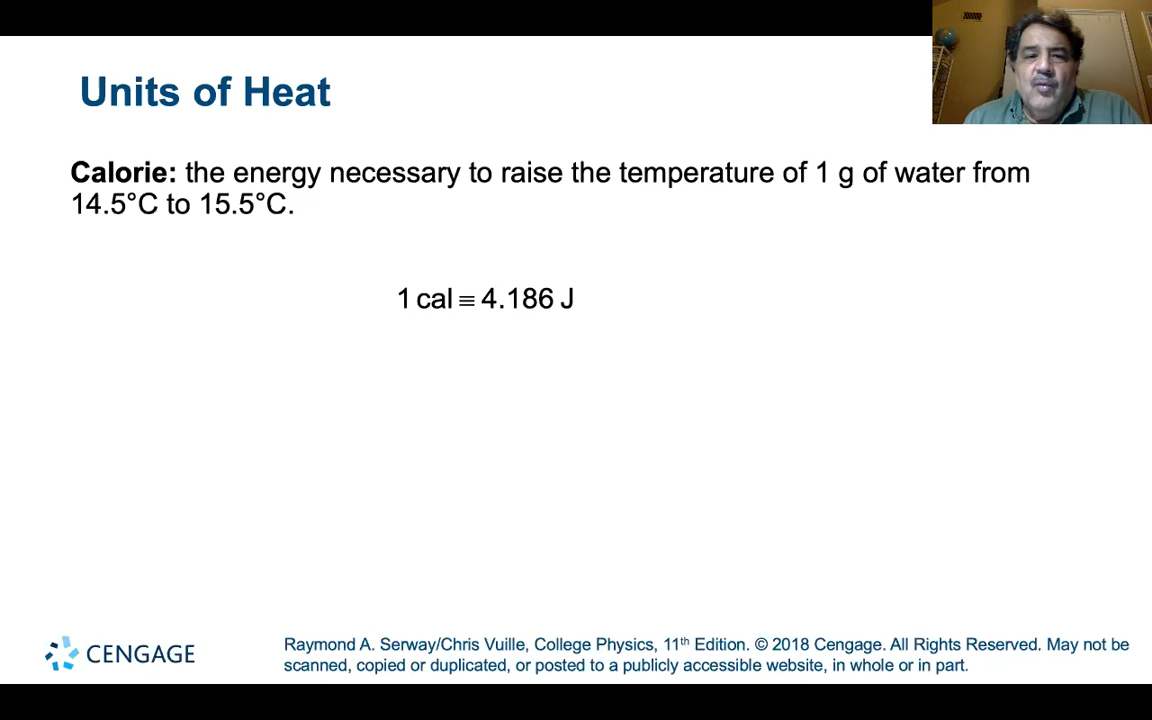 Units of Heat
Calorie: the energy necessary to raise the temperature of 1 g of water from
14.5°C to 15.5°C.
1 cal ≡ 4.186 J
CENGAGE
Raymond A. Serway/Chris Vuille, College Physics, 11th Edition. © 2018 Cengage. All Rights Reserved. May not be
scanned, copied or duplicated, or posted to a publicly accessible website, in whole or in part.